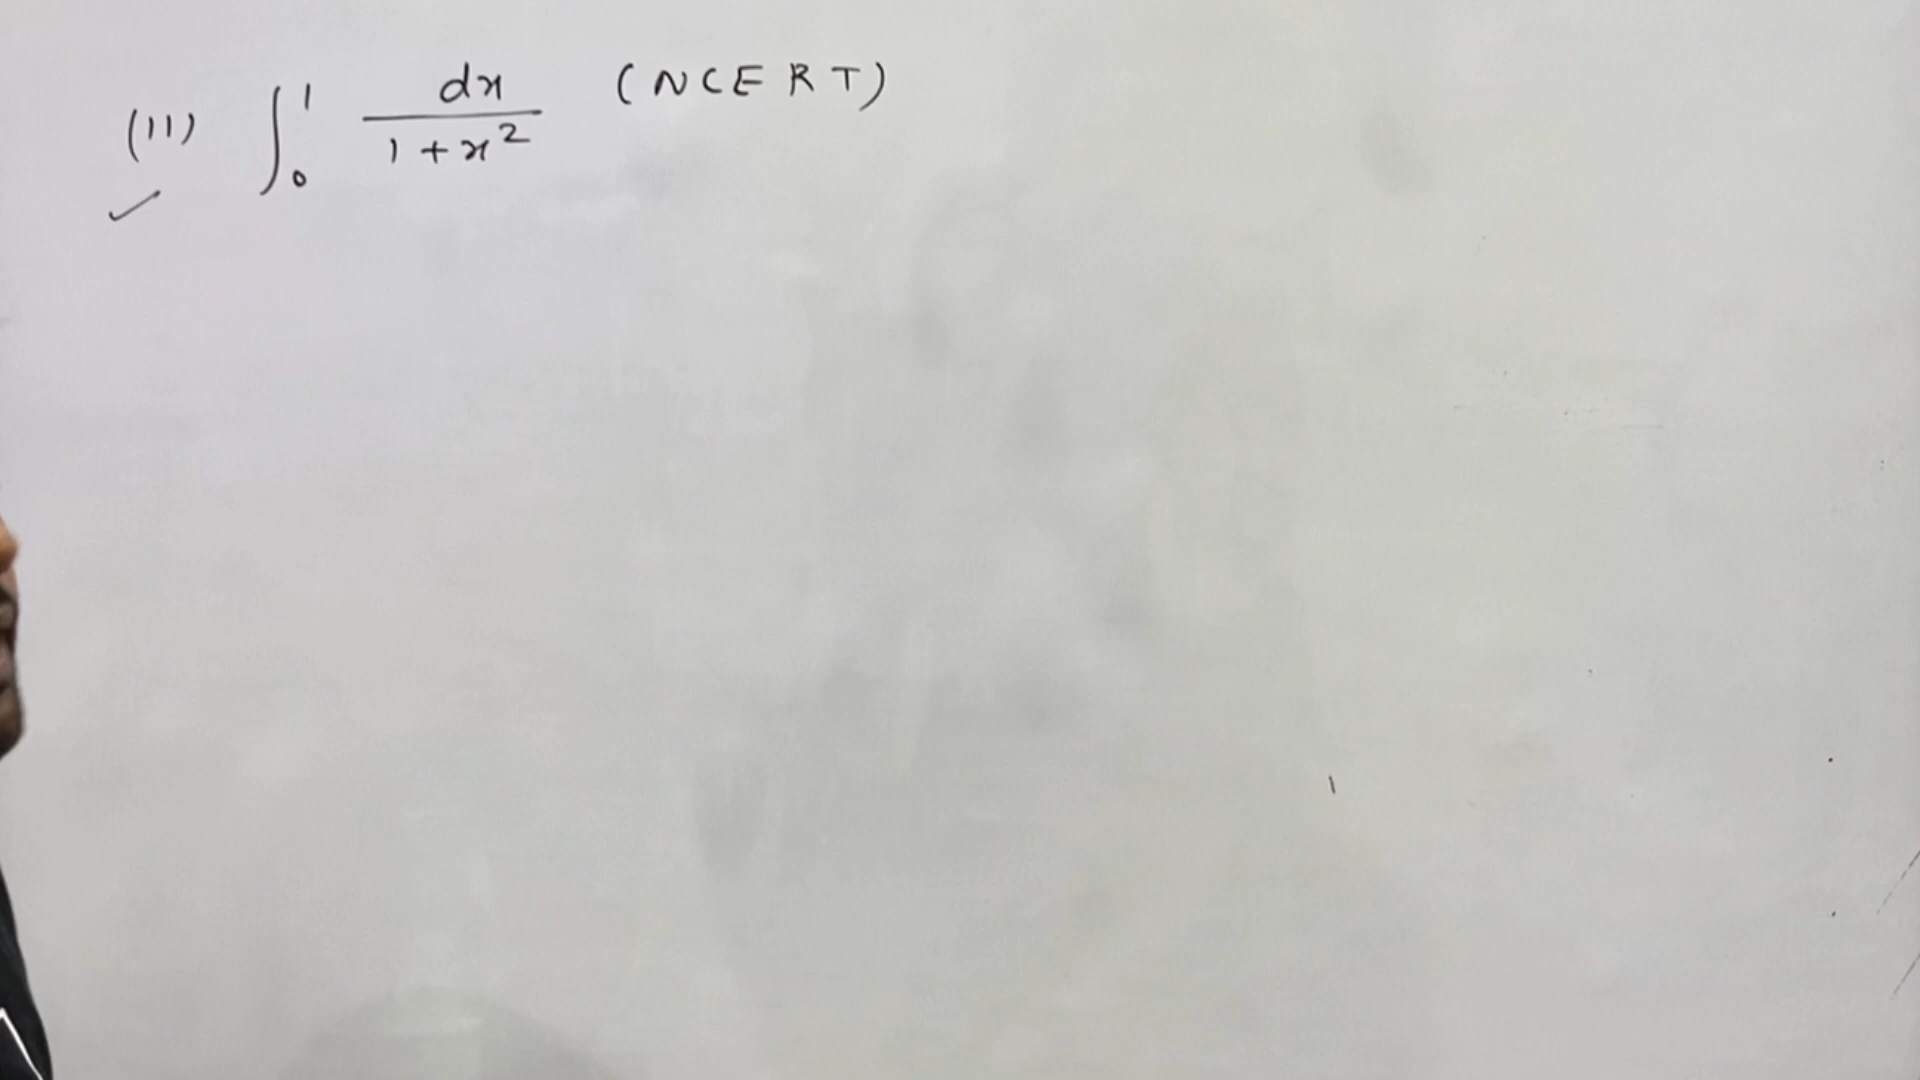 (11) ∫₀¹ dx/(1+x²) (NCERT)